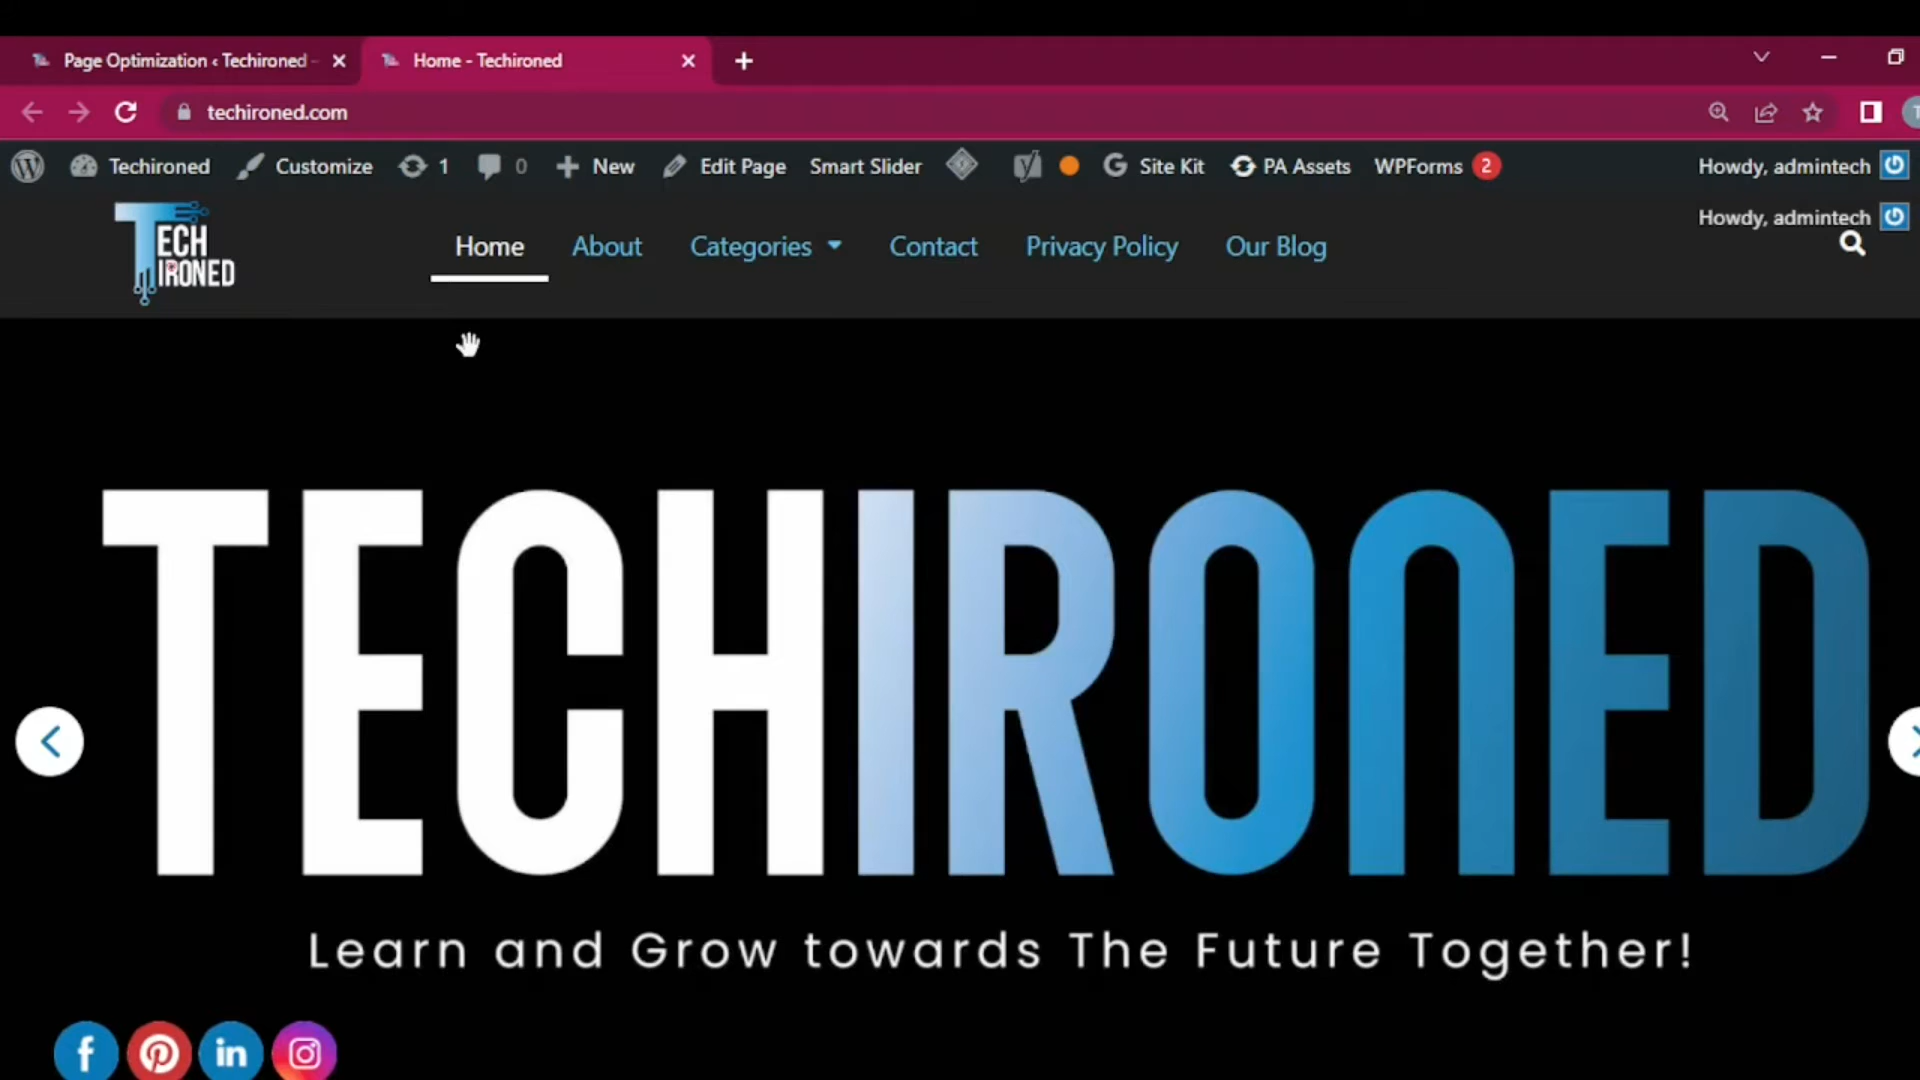 Page Optimization ‹ Techironed -
Home - Techironed
techironed.com
Techironed Customize 1 0 New Edit Page Smart Slider Site Kit PA Assets WPForms 2 Howdy, admintech
Howdy, admintech
TECH
IRONED
Home About Categories Contact Privacy Policy Our Blog
TECHIRONED
Learn and Grow towards The Future Together!